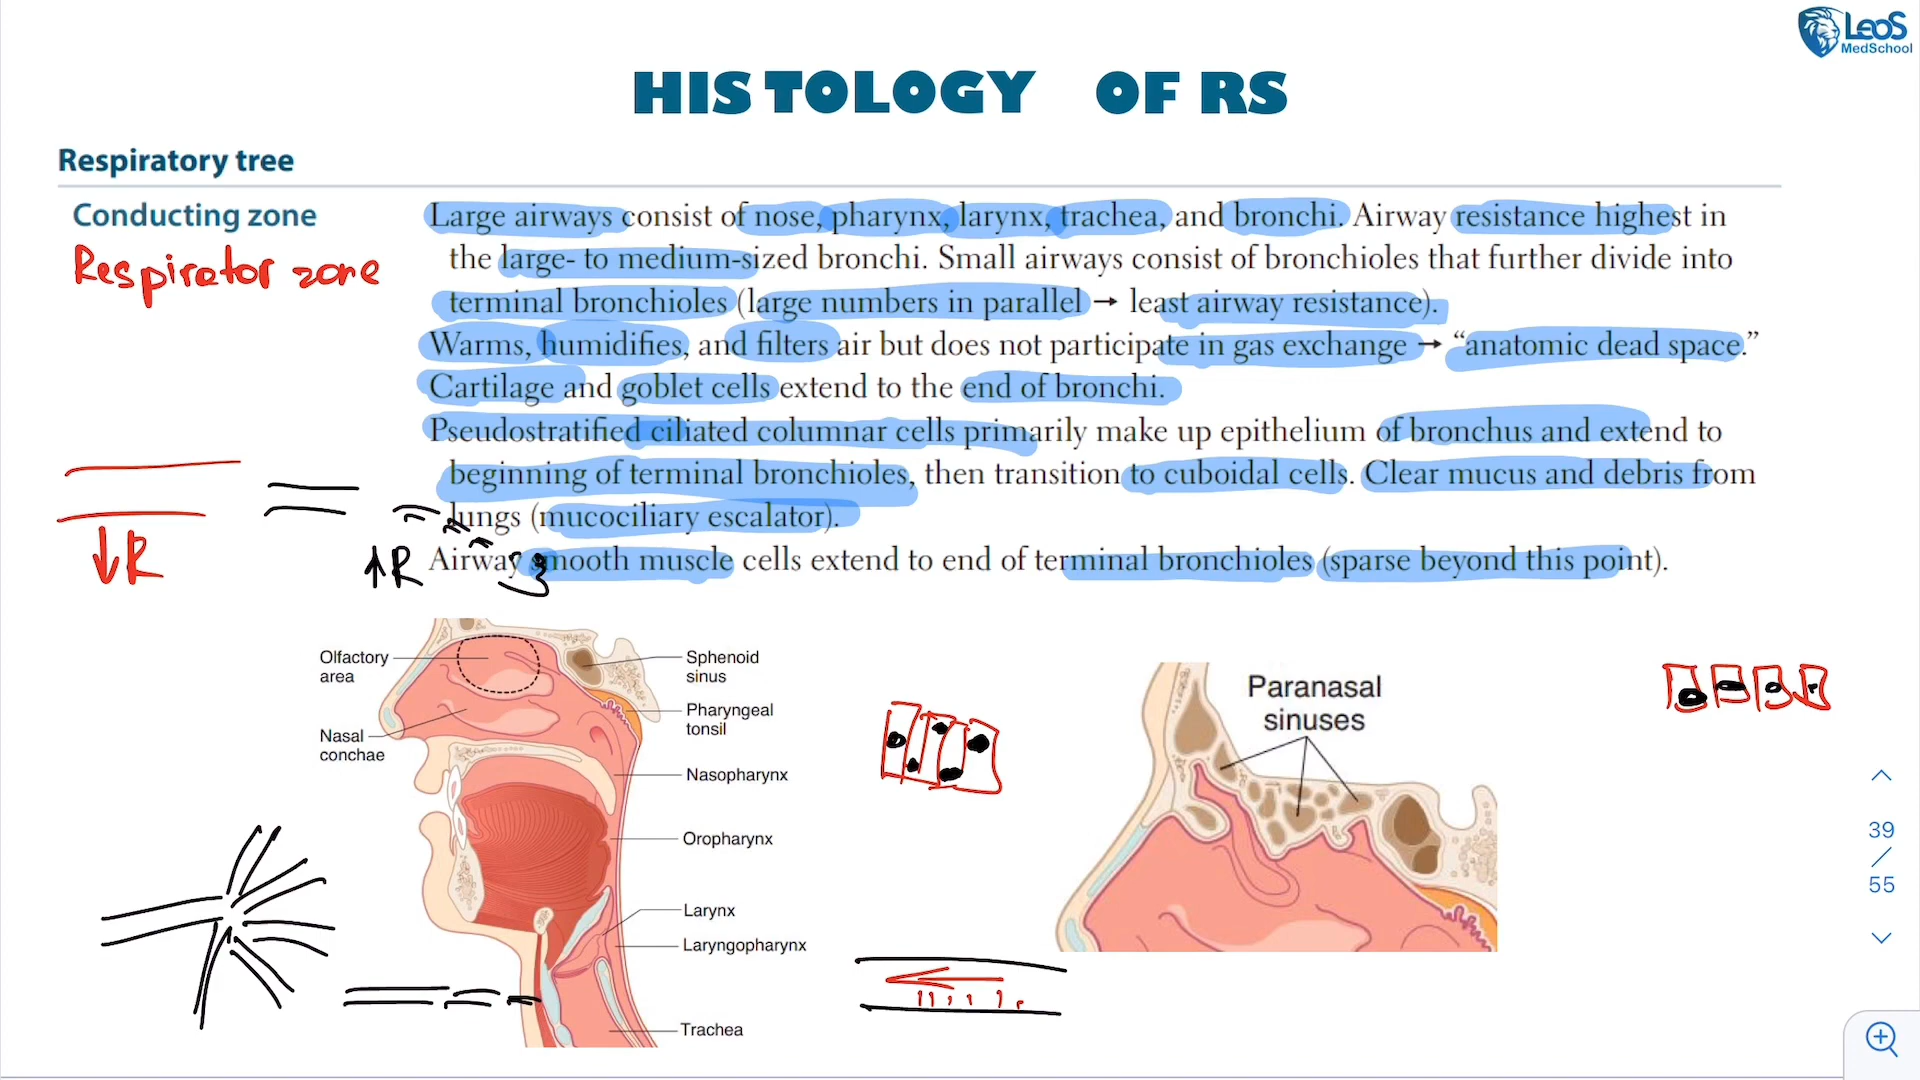 LeoS
MedSchool
HISTOLOGY OF RS
Respiratory tree
Conducting zone
Respirator zone
Large airways consist of nose, pharynx, larynx, trachea, and bronchi. Airway resistance highest in
the large- to medium-sized bronchi. Small airways consist of bronchioles that further divide into
terminal bronchioles (large numbers in parallel → least airway resistance).
Warms, humidifies, and filters air but does not participate in gas exchange → “anatomic dead space.”
Cartilage and goblet cells extend to the end of bronchi.
Pseudostratified ciliated columnar cells primarily make up epithelium of bronchus and extend to
beginning of terminal bronchioles, then transition to cuboidal cells. Clear mucus and debris from
lungs (mucociliary escalator).
Airway smooth muscle cells extend to end of terminal bronchioles (sparse beyond this point).
↓R
↑R
Olfactory
area
Nasal
conchae
Sphenoid
sinus
Pharyngeal
tonsil
Nasopharynx
Oropharynx
Larynx
Laryngopharynx
Trachea
Paranasal
sinuses
39
/
55